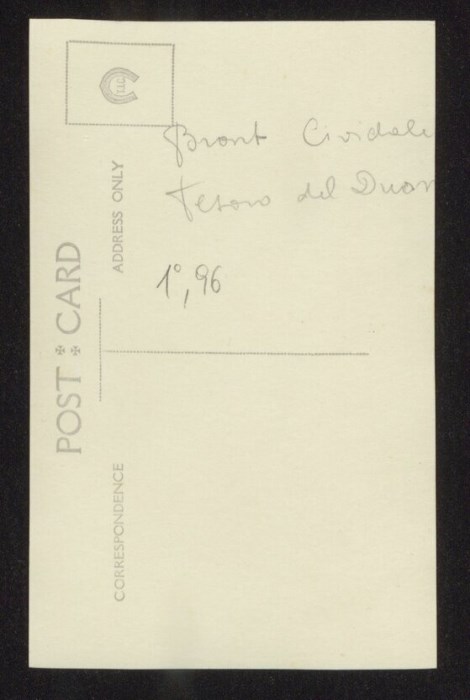 Bront Cividale
Tesoro del Duom
1°, 96
POST CARD
ADDRESS ONLY
CORRESPONDENCE